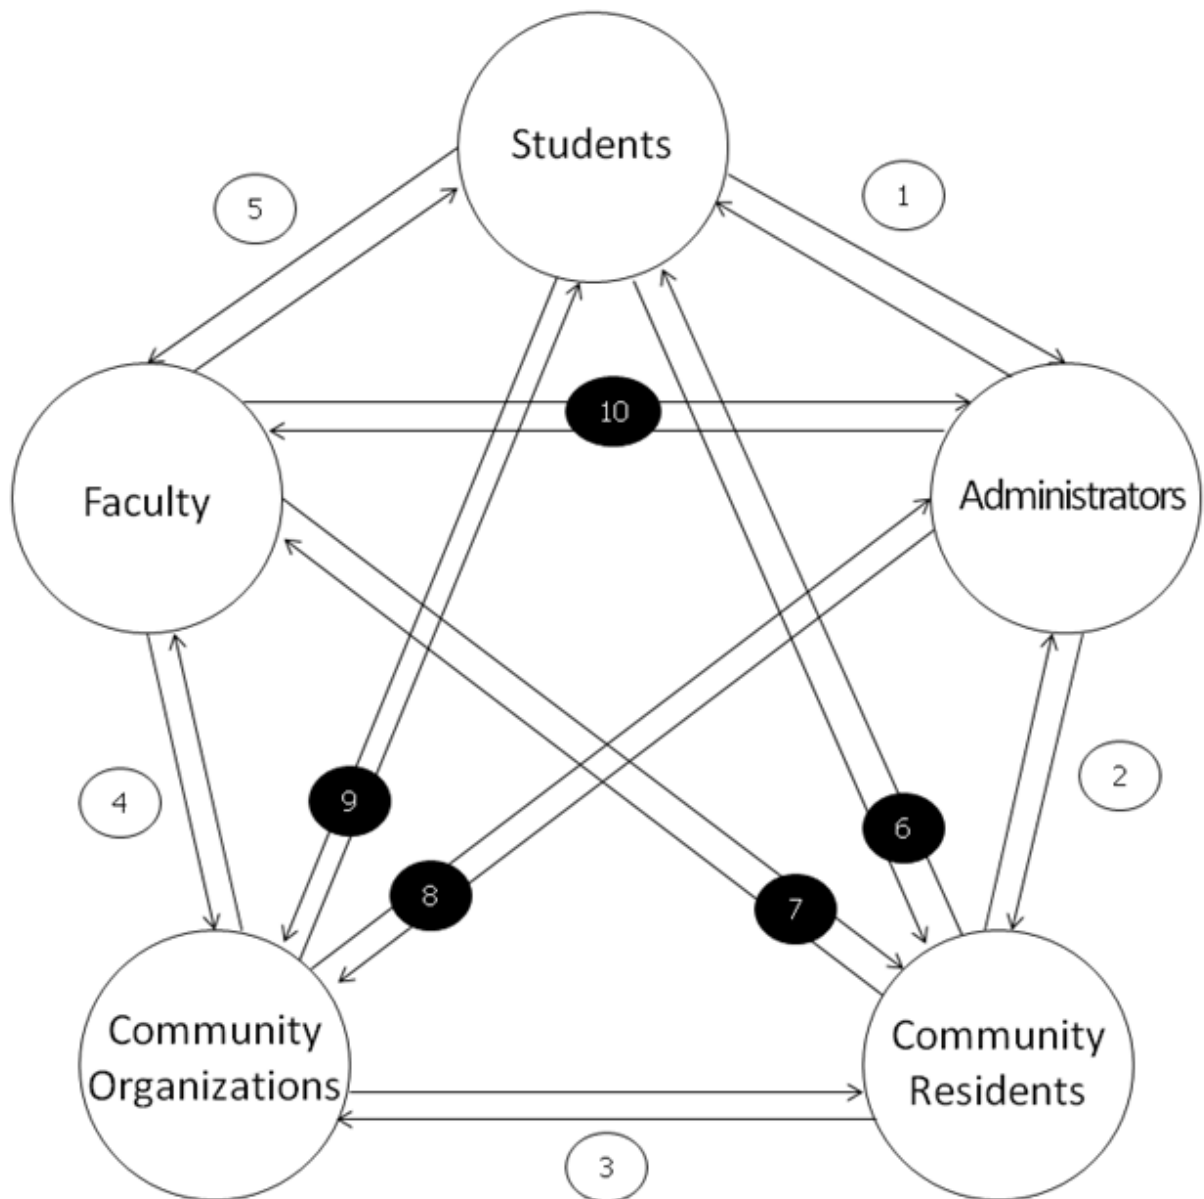 Students
5
1
10
Faculty
Administrators
4
9
8
7
6
2
Community
Organizations
Community
Residents
3